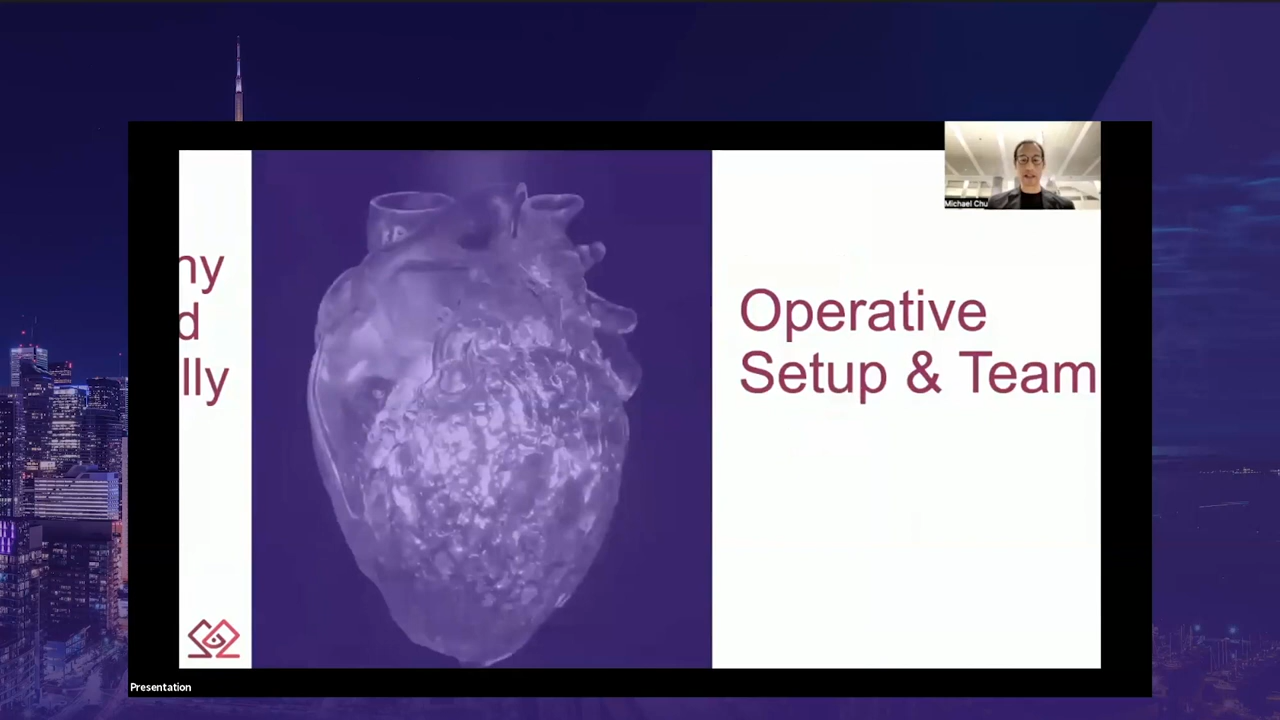 Michael Chu
ny
d
lly
Operative
Setup & Team
Presentation